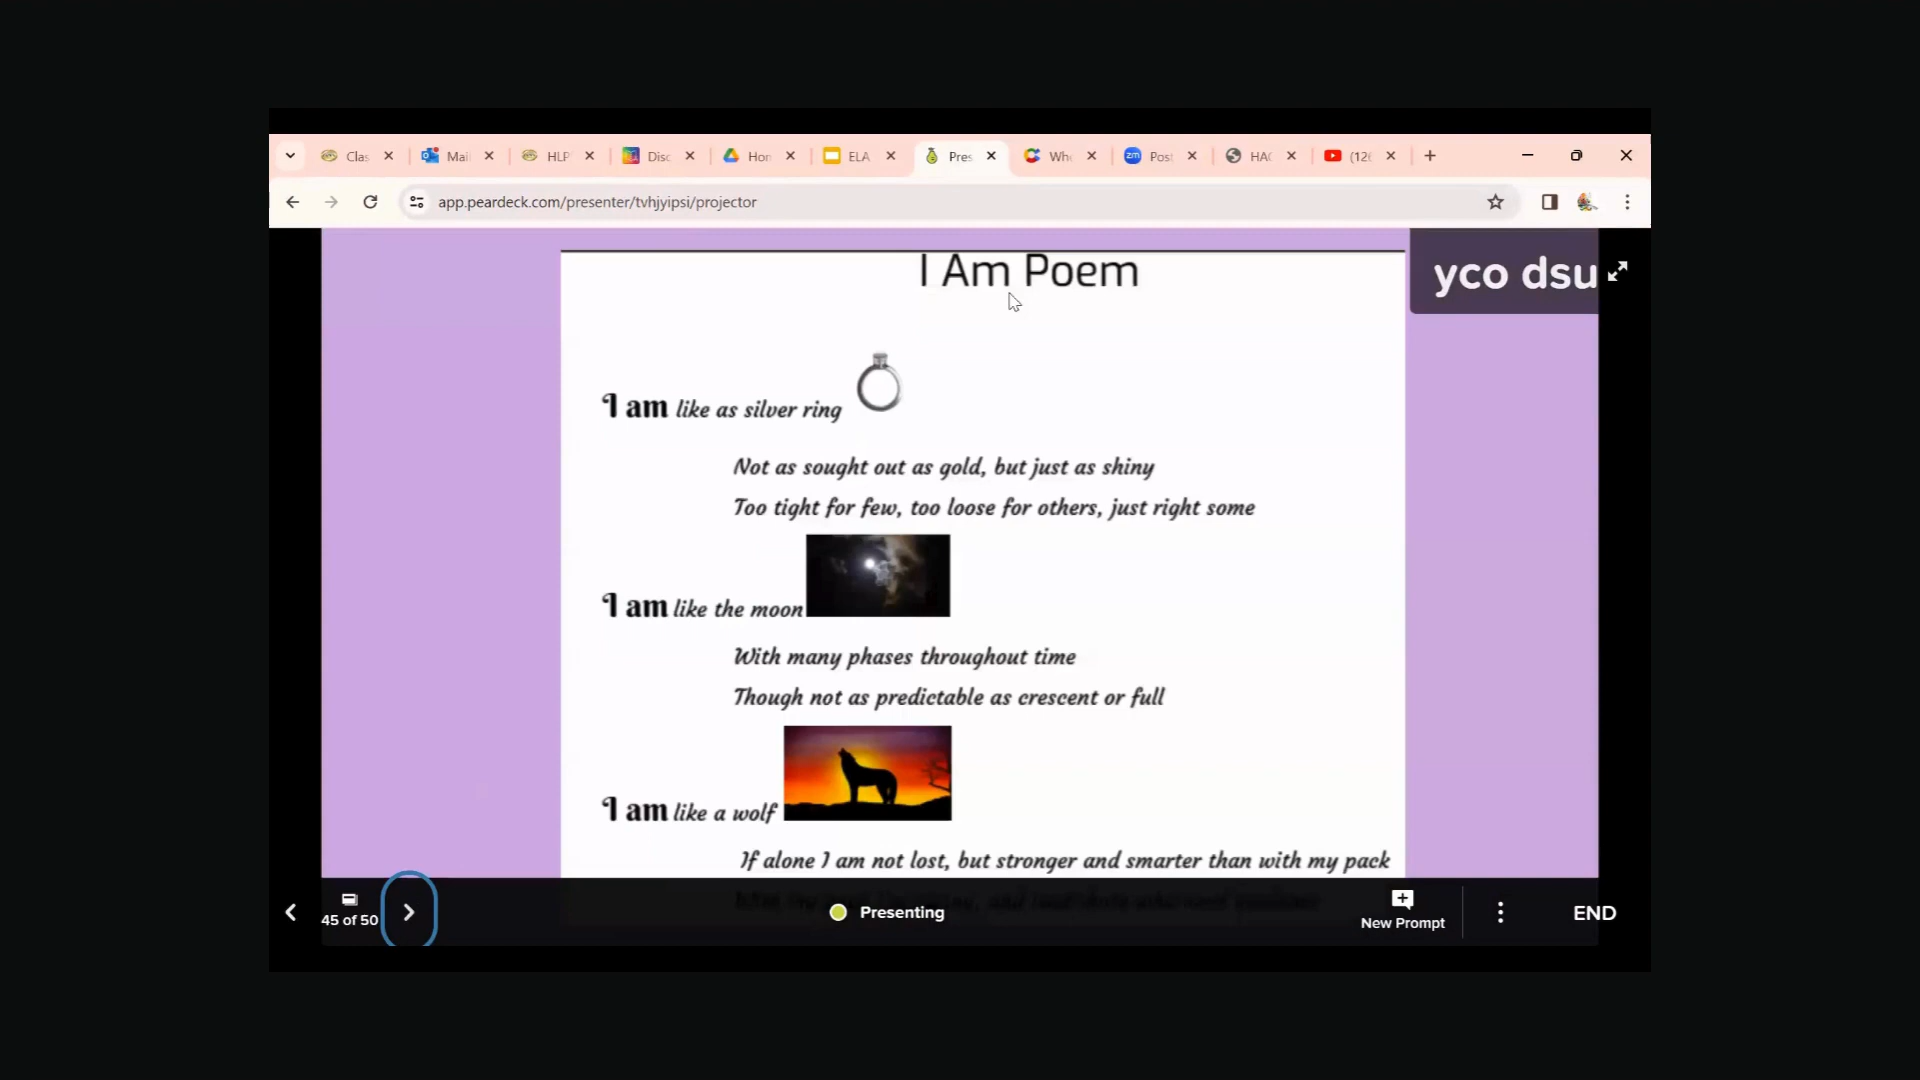 Clas
Mail
HLP
Disc
Hon
ELA
Pres
Whe
Post
HAC
(126
app.peardeck.com/presenter/tvhjyipsi/projector
I Am Poem
yco dsu
I am like as silver ring
Not as sought out as gold, but just as shiny
Too tight for few, too loose for others, just right some
I am like the moon
With many phases throughout time
Though not as predictable as crescent or full
I am like a wolf
If alone I am not lost, but stronger and smarter than with my pack
45 of 50
Presenting
New Prompt
END